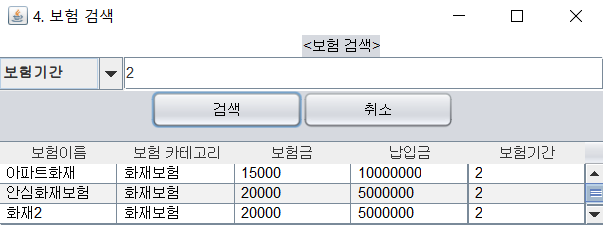 4. 보험 검색
<보험 검색>
보험기간 2
검색 취소
보험이름 보험 카테고리 보험금 납입금 보험기간
아파트화재 화재보험 15000 10000000 2
안심화재보험 화재보험 20000 5000000 2
화재2 화재보험 20000 5000000 2